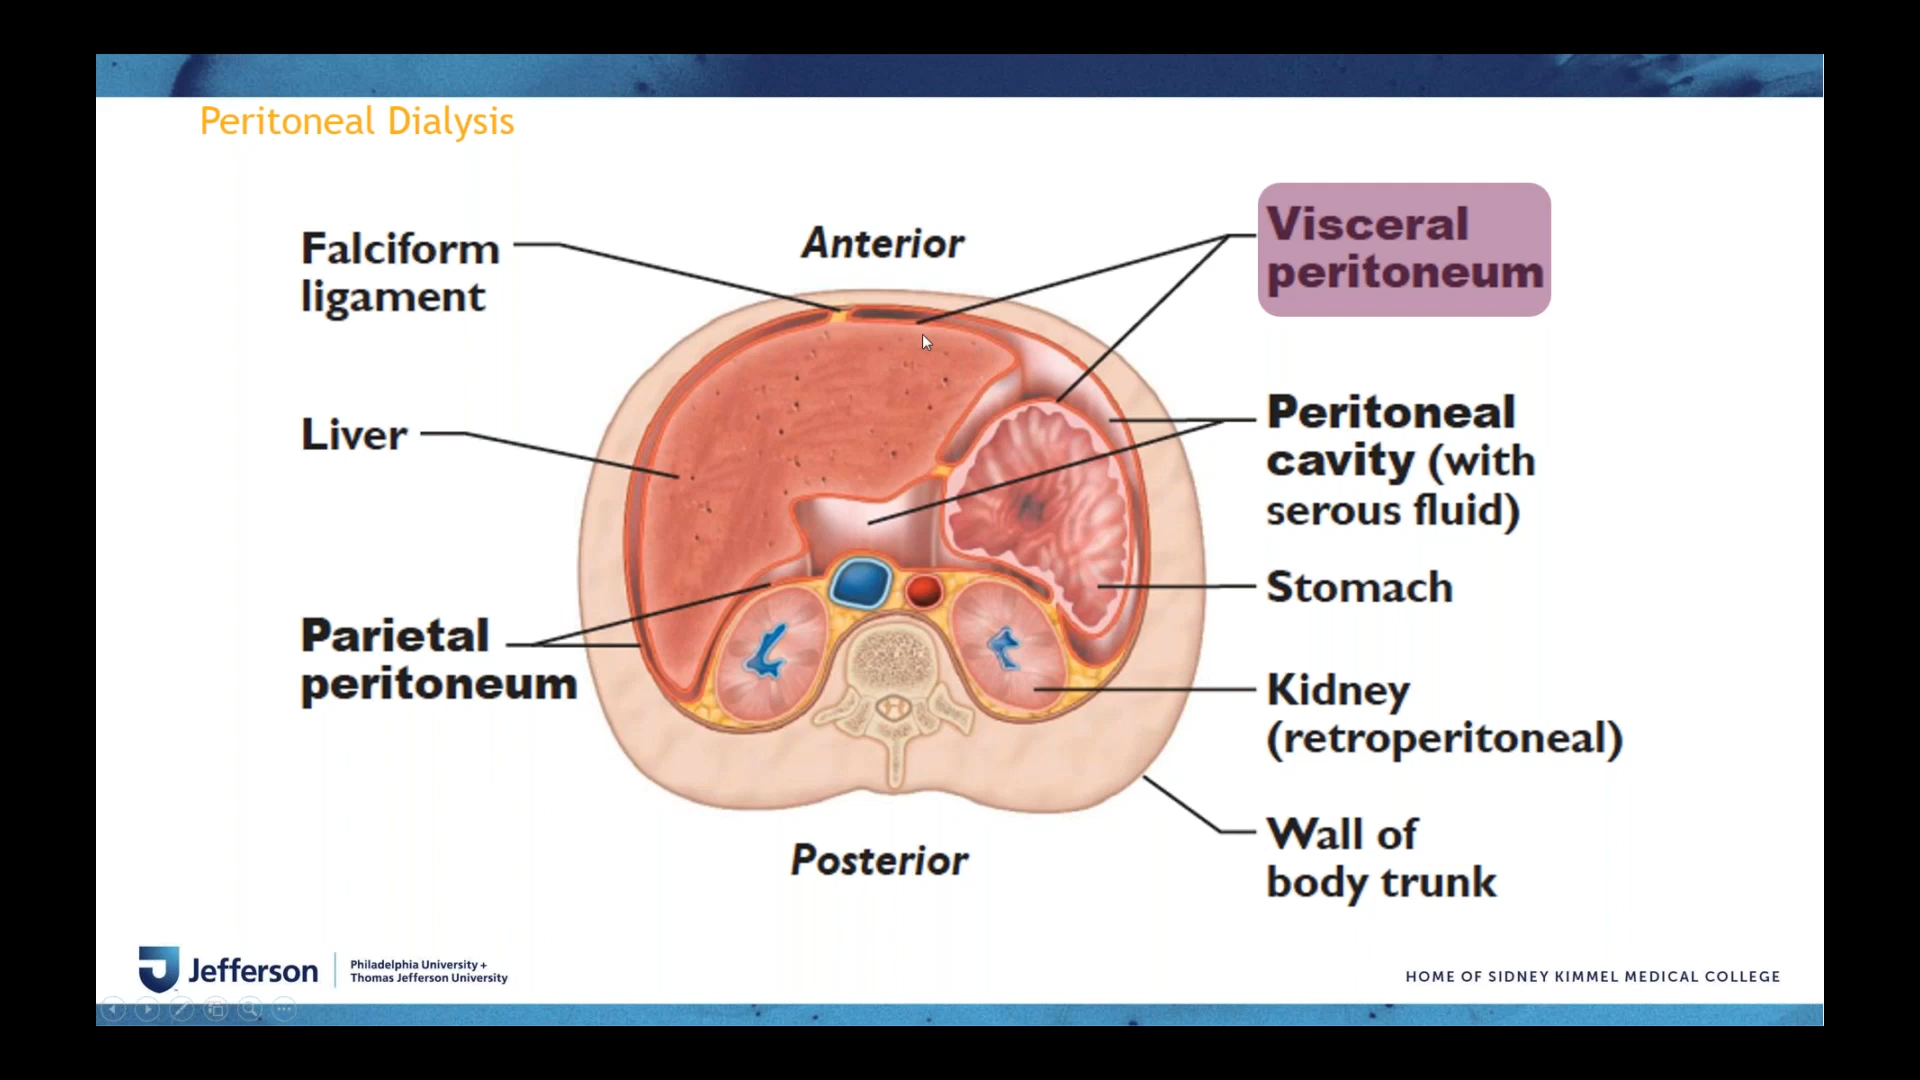 Peritoneal Dialysis
Falciform
ligament
Anterior
Visceral
peritoneum
Liver
Peritoneal
cavity (with
serous fluid)
Stomach
Parietal
peritoneum
Kidney
(retroperitoneal)
Wall of
body trunk
Posterior
Jefferson
Philadelphia University +
Thomas Jefferson University
HOME OF SIDNEY KIMMEL MEDICAL COLLEGE